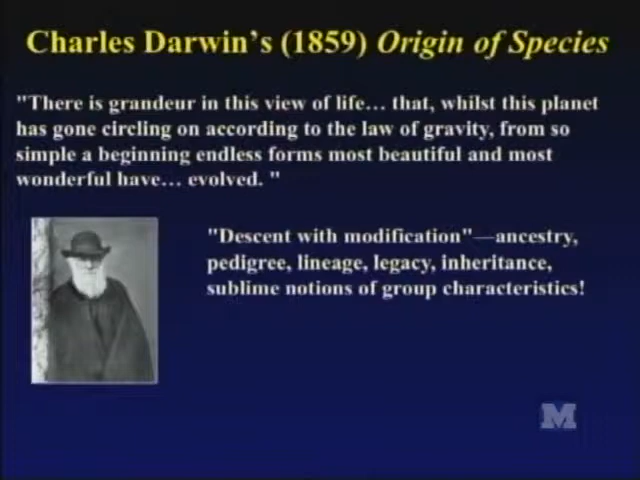 Charles Darwin's (1859) Origin of Species
"There is grandeur in this view of life... that, whilst this planet
has gone circling on according to the law of gravity, from so
simple a beginning endless forms most beautiful and most
wonderful have... evolved. "
"Descent with modification"—ancestry,
pedigree, lineage, legacy, inheritance,
sublime notions of group characteristics!
M